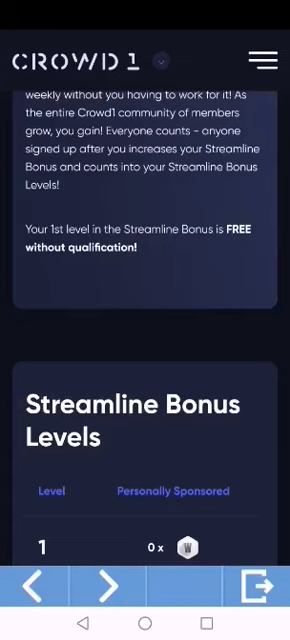 CROWD 1
weekly without you having to work for it! As
the entire Crowd1 community of members
grow, you gain! Everyone counts - anyone
signed up after you increases your Streamline
Bonus and counts into your Streamline Bonus
Levels!
Your 1st level in the Streamline Bonus is FREE
without qualification!
Streamline Bonus
Levels
Level Personally Sponsored
1 0 x W